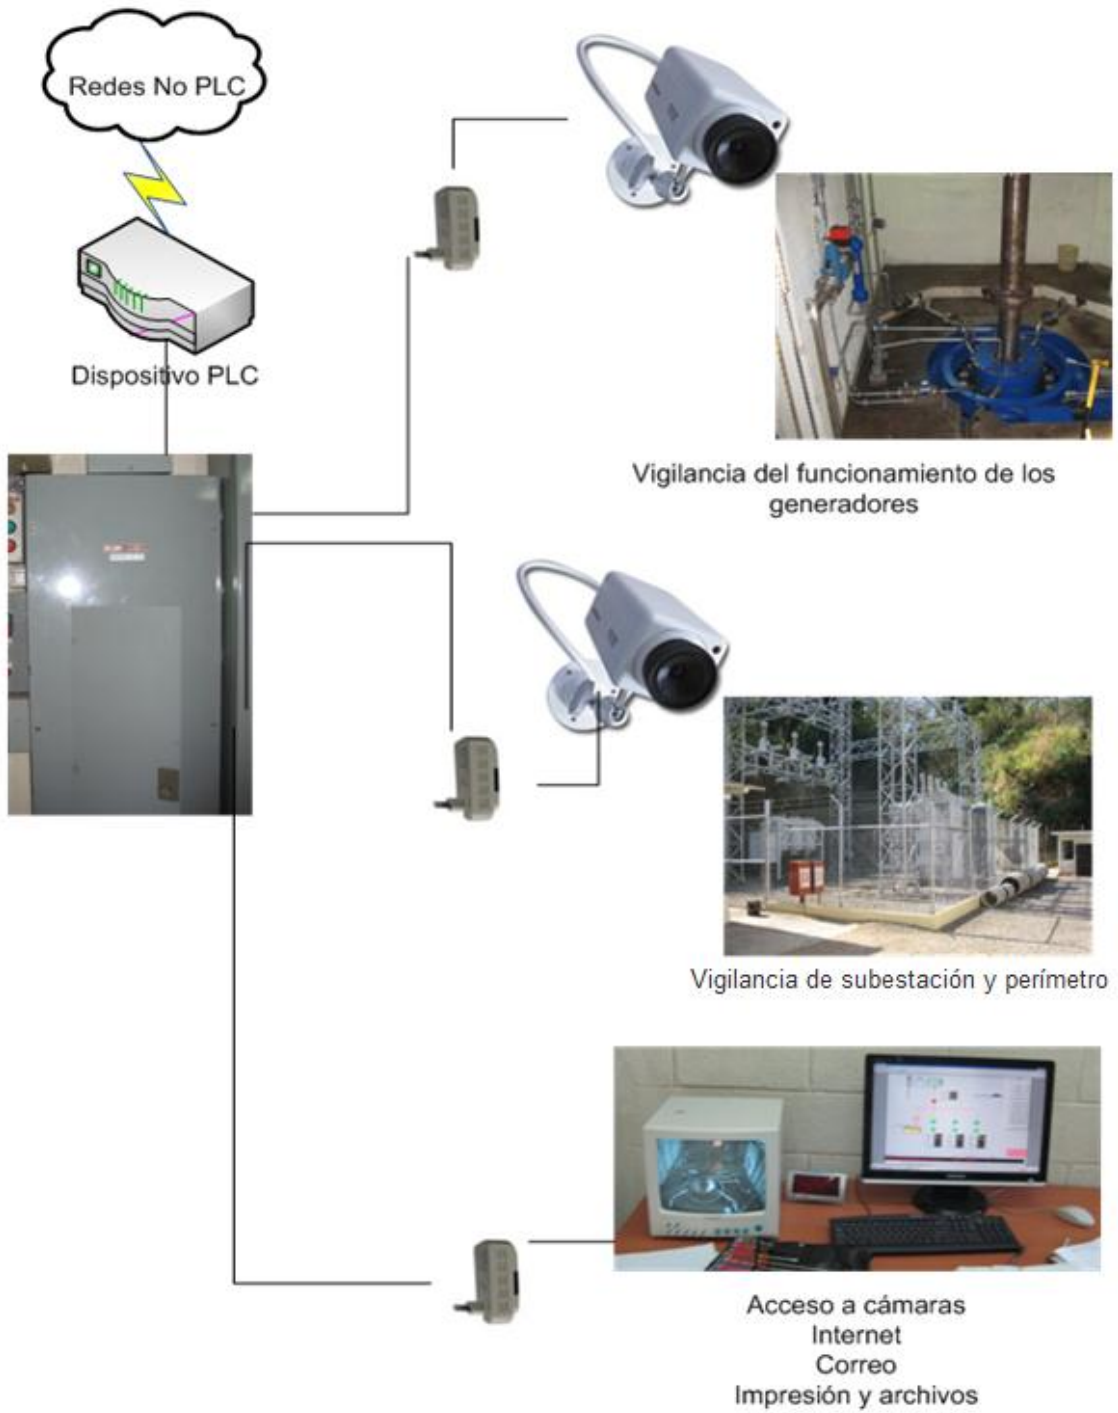 Redes No PLC
Dispositivo PLC
Vigilancia del funcionamiento de los
generadores
Vigilancia de subestación y perímetro
Acceso a cámaras
Internet
Correo
Impresión y archivos